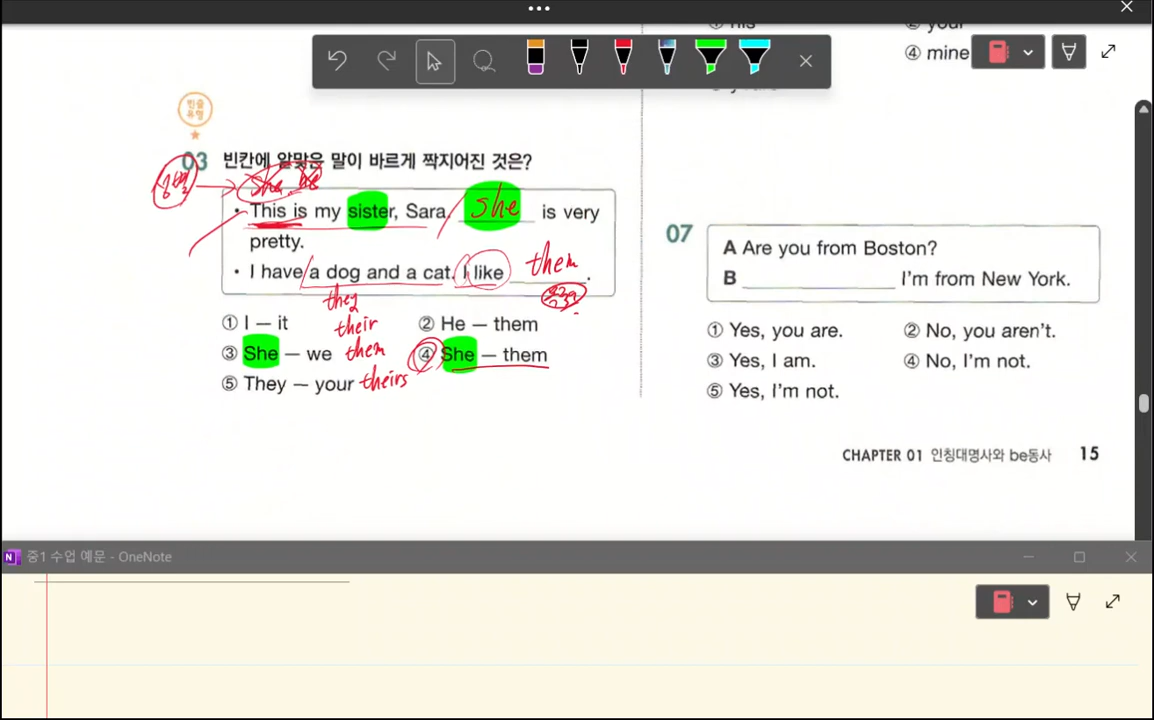 ① his
② your
④ mine
빈출
유형
03 빈칸에 알맞은 말이 바르게 짝지어진 것은?
She
• This is my sister, Sara. she is very
pretty.
• I have a dog and a cat. I like them.
they
their
them
theirs
① I – it
② He – them
③ She – we
④ She – them
⑤ They – your
07
A Are you from Boston?
B ____________ I'm from New York.
① Yes, you are.
② No, you aren't.
③ Yes, I am.
④ No, I'm not.
⑤ Yes, I'm not.
CHAPTER 01 인칭대명사와 be동사 15
중1 수업 예문 - OneNote